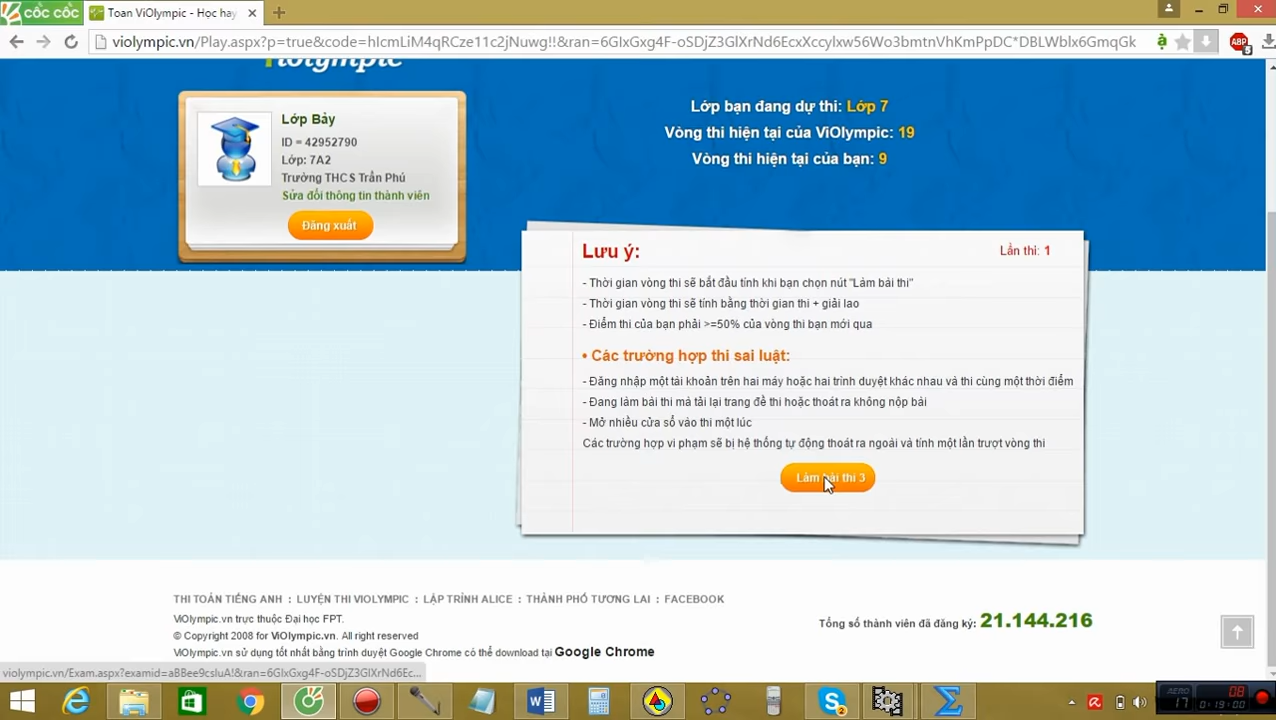 cốc cốc
Toan ViOlympic - Học hay
violympic.vn/Play.aspx?p=true&code=hIcmLiM4qRCze11c2jNuwg!!&ran=6GlxGxg4F-oSDjZ3GlXrNd6EcxXccylxw56Wo3bmtnVhKmPpDC*DBLWblx6GmqGk
ViOlympic
Lớp Bảy
ID = 42952790
Lớp: 7A2
Trường THCS Trần Phú
Sửa đổi thông tin thành viên
Đăng xuất
Lớp bạn đang dự thi: Lớp 7
Vòng thi hiện tại của ViOlympic: 19
Vòng thi hiện tại của bạn: 9
Lưu ý:
Lần thi: 1
- Thời gian vòng thi sẽ bắt đầu tính khi bạn chọn nút "Làm bài thi"
- Thời gian vòng thi sẽ tính bằng thời gian thi + giải lao
- Điểm thi của bạn phải >=50% của vòng thi bạn mới qua
• Các trường hợp thi sai luật:
- Đăng nhập một tài khoản trên hai máy hoặc hai trình duyệt khác nhau và thi cùng một thời điểm
- Đang làm bài thi mà tải lại trang đề thi hoặc thoát ra không nộp bài
- Mở nhiều cửa sổ vào thi một lúc
Các trường hợp vi phạm sẽ bị hệ thống tự động thoát ra ngoài và tính một lần trượt vòng thi
Làm bài thi 3
THI TOÁN TIẾNG ANH : LUYỆN THI VIOLYMPIC : LẬP TRÌNH ALICE : THÀNH PHỐ TƯƠNG LAI : FACEBOOK
ViOlympic.vn trực thuộc Đại học FPT.
© Copyright 2008 for ViOlympic.vn. All right reserved
ViOlympic.vn sử dụng tốt nhất bằng trình duyệt Google Chrome có thể download tại Google Chrome
Tổng số thành viên đã đăng ký: 21.144.216
violympic.vn/Exam.aspx?examid=aBBee9csluA!&ran=6GlxGxg4F-oSDjZ3GlXrNd6Ec...
ABP
5
2
AERO
17
08
0:19:00